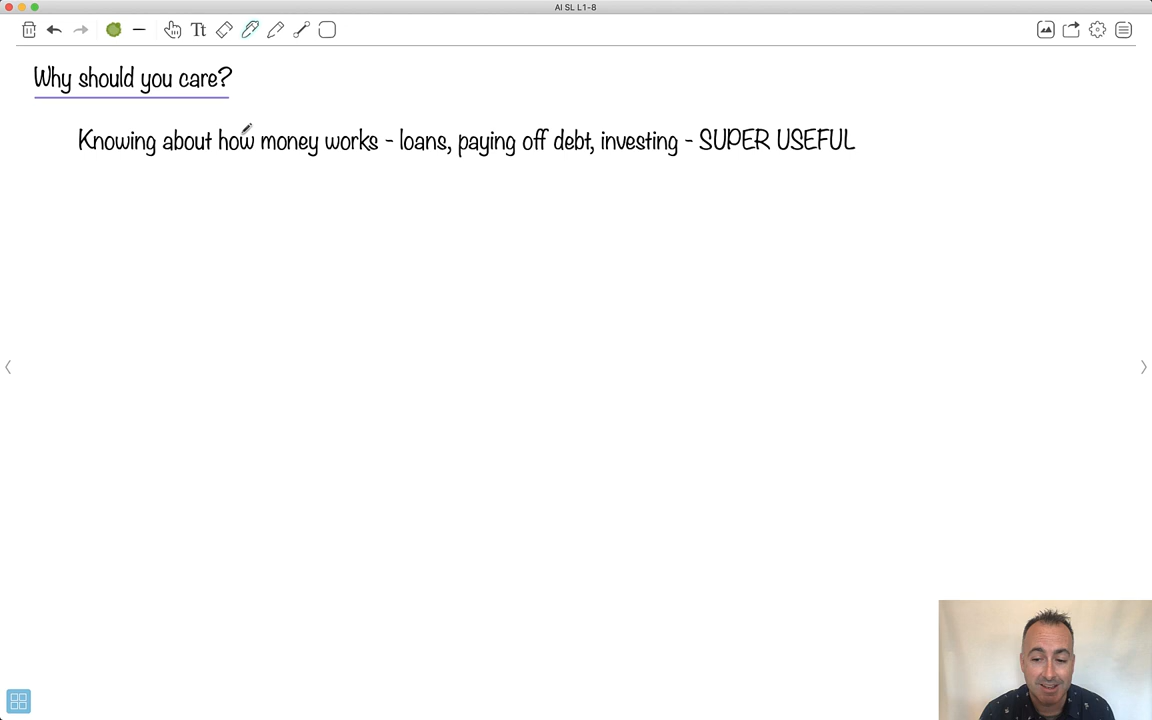 AI SL L1-8
Tt
Why should you care?
Knowing about how money works - loans, paying off debt, investing - SUPER USEFUL